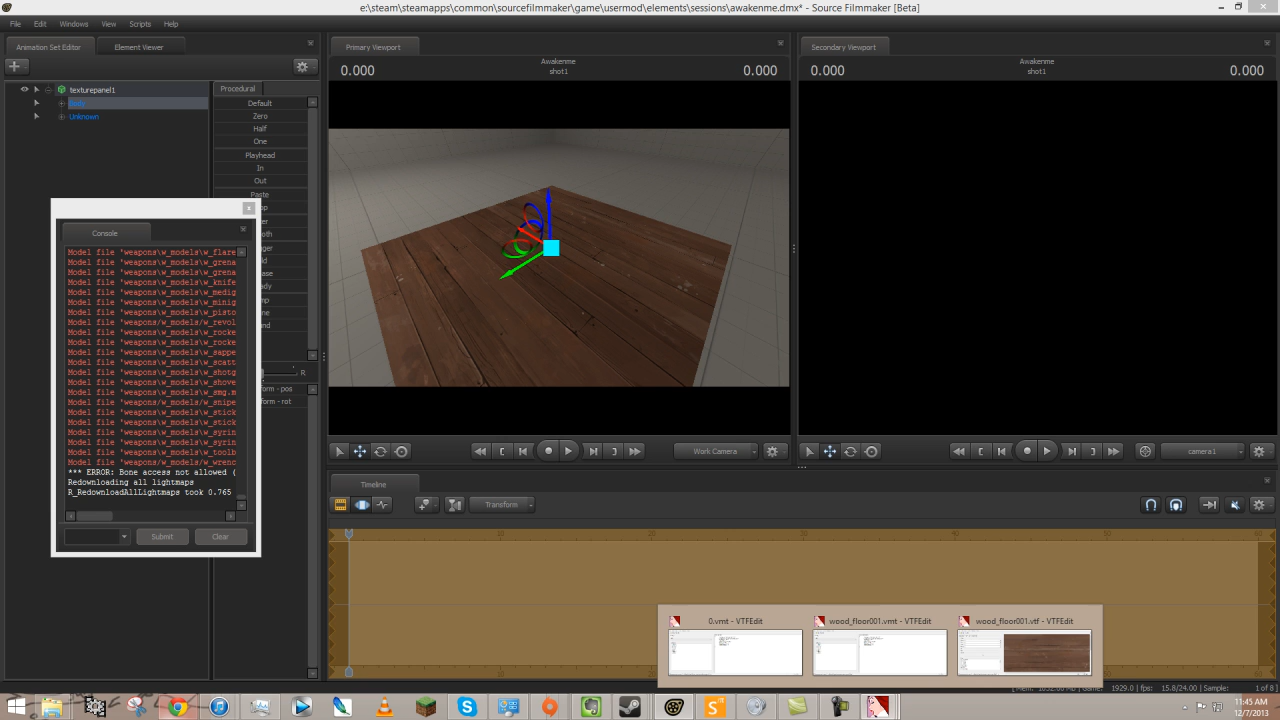 e:\steam\steamapps\common\sourcefilmmaker\game\usermod\elements\sessions\awakenme.dmx* - Source Filmmaker [Beta]
File Edit Windows View Scripts Help
Animation Set Editor Element Viewer
Primary Viewport
Secondary Viewport
0.000 Awakenme shot1 0.000
0.000 Awakenme shot1 0.000
texturepanel1
Body
Unknown
Procedural
Default
Zero
Half
One
Playhead
In
Out
Paste
Console
Model file 'weapons\w_models\w_flare
Model file 'weapons\w_models\w_grena
Model file 'weapons\w_models\w_grena
Model file 'weapons\w_models\w_knife
Model file 'weapons\w_models\w_medig
Model file 'weapons\w_models\w_minig
Model file 'weapons\w_models\w_pisto
Model file 'weapons/w_models/w_revol
Model file 'weapons\w_models\w_rocke
Model file 'weapons\w_models\w_rocke
Model file 'weapons\w_models\w_sappe
Model file 'weapons\w_models\w_scatt
Model file 'weapons\w_models\w_shotg
Model file 'weapons\w_models\w_shove
Model file 'weapons\w_models\w_smg.m
Model file 'weapons/w_models/w_snipe
Model file 'weapons\w_models\w_stick
Model file 'weapons\w_models\w_stick
Model file 'weapons\w_models\w_syrin
Model file 'weapons\w_models\w_syrin
Model file 'weapons\w_models\w_toolb
Model file 'weapons/w_models/w_wrenc
*** ERROR: Bone access not allowed (
Redownloading all lightmaps
R_RedownloadAllLightmaps took 0.765
Submit Clear
R
form - pos
form - rot
Work Camera
camera1
Timeline
Transform
0.vmt - VTFEdit
wood_floor001.vmt - VTFEdit
wood_floor001.vtf - VTFEdit
1929.0 | fps: 15.8/24.00 | Sample: 1 of 8
11:45 AM
12/7/2013